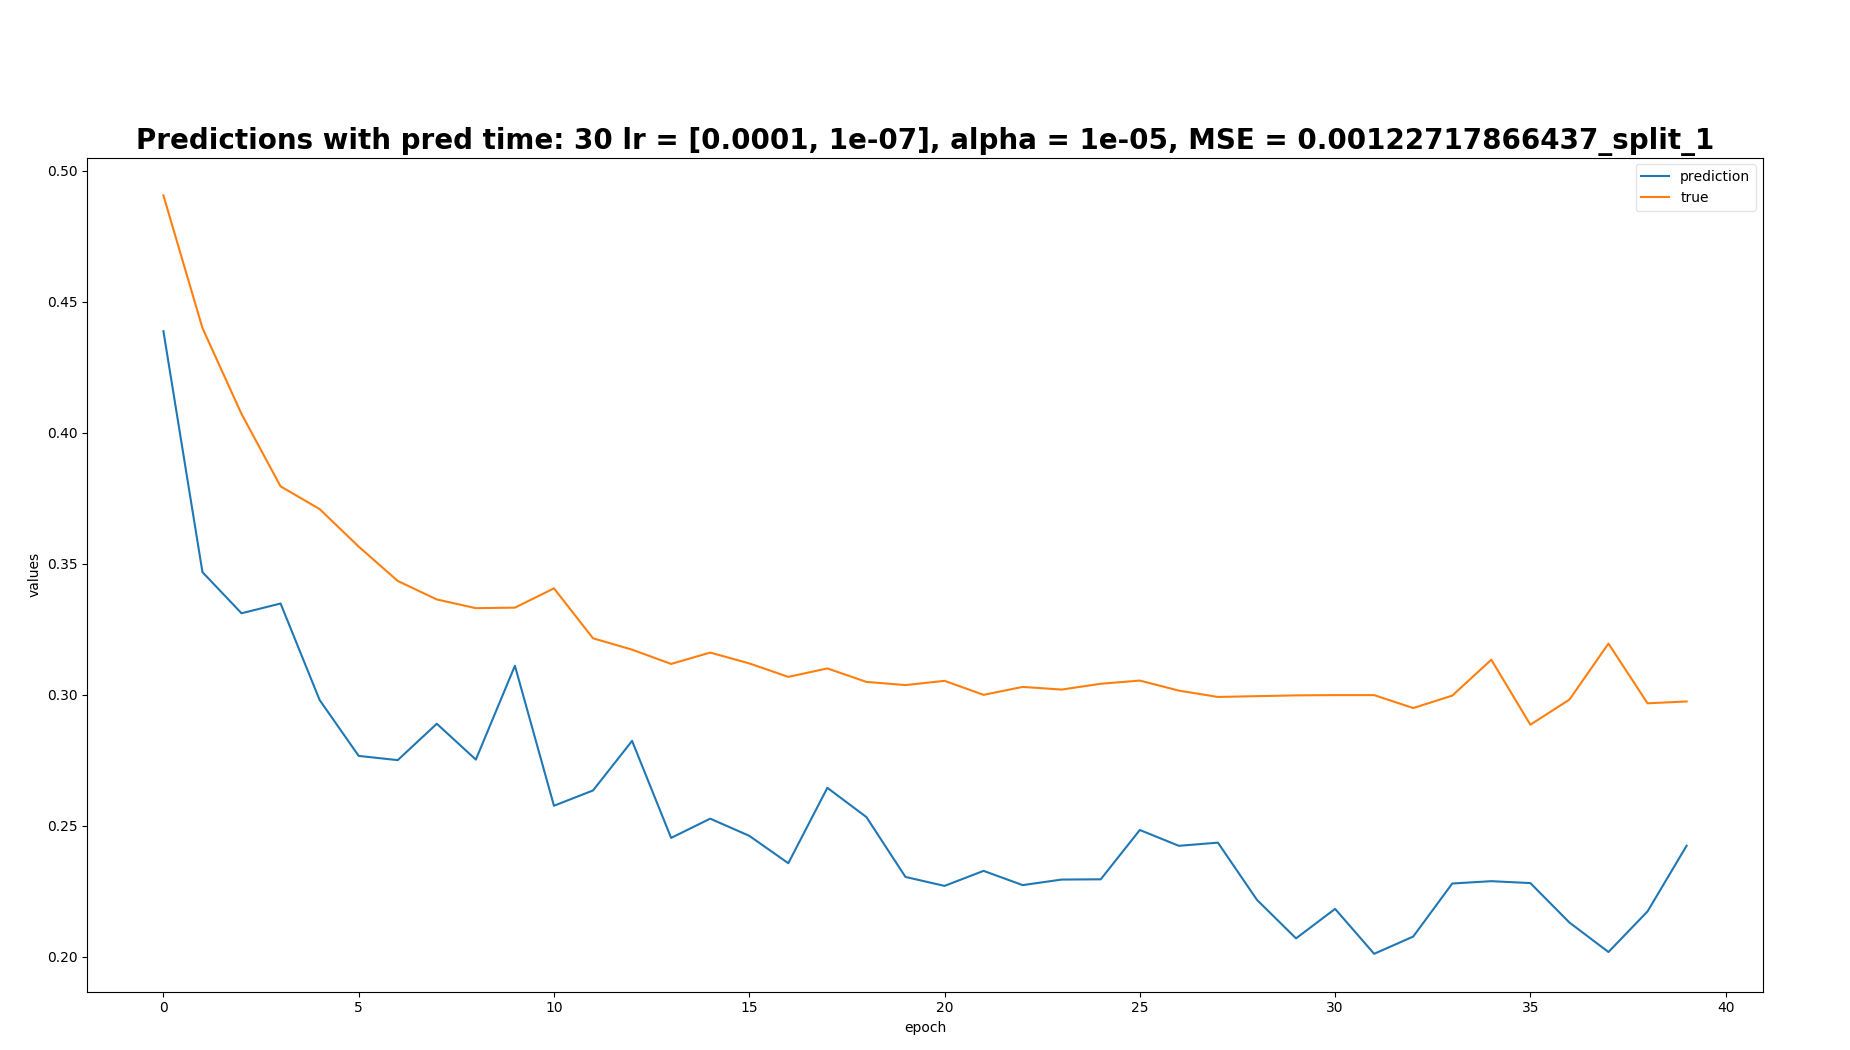 Predictions with pred time: 30 lr = [0.0001, 1e-07], alpha = 1e-05, MSE = 0.00122717866437_split_1
prediction
true
0.50
0.45
0.40
0.35
0.30
0.25
0.20
values
0 5 10 15 20 25 30 35 40
epoch